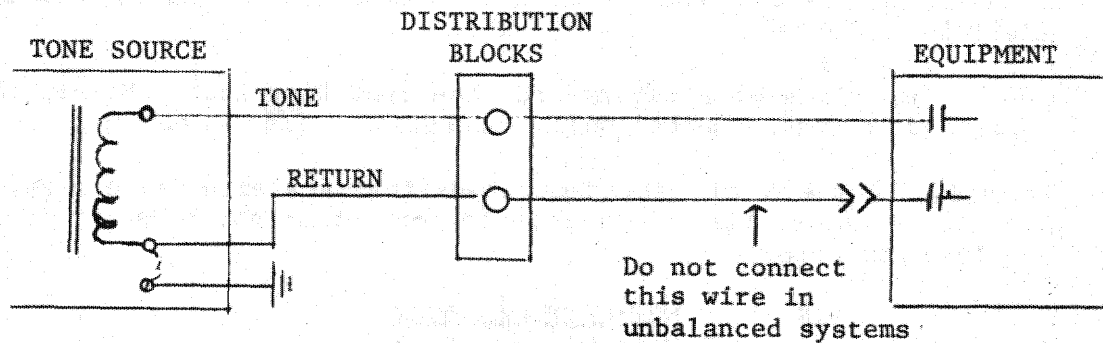 DISTRIBUTION
BLOCKS
TONE SOURCE
EQUIPMENT
TONE
RETURN
Do not connect
this wire in
unbalanced systems